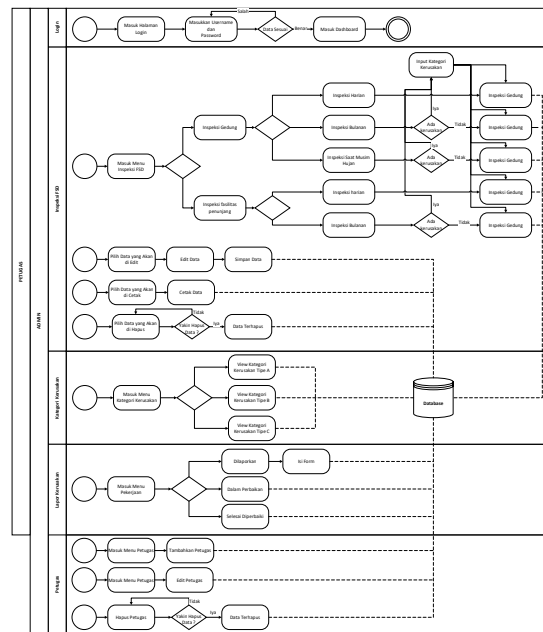 PETUGAS
ADMIN
Login
Masuk Halaman
Login
Masukkan Username
dan
Password
Salah
Data Sesuai
Benar
Masuk Dashboard
Inspeksi FSD
Masuk Menu
Inspeksi FSD
Inspeksi Gedung
Inspeksi fasilitas
penunjang
Inspeksi Harian
Inspeksi Bulanan
Inspeksi Saat Musim
Hujan
Inspeksi harian
Inspeksi Bulanan
Input Kategori
Kerusakan
Iya
Ada
kerusakan
Tidak
Iya
Ada
kerusakan
Tidak
Iya
Ada
kerusakan
Tidak
Inspeksi Gedung
Inspeksi Gedung
Inspeksi Gedung
Inspeksi Gedung
Inspeksi Gedung
Pilih Data yang Akan
di Edit
Edit Data
Simpan Data
Pilih Data yang Akan
di Cetak
Cetak Data
Pilih Data yang Akan
di Hapus
Tidak
Yakin Hapus
Data ?
Iya
Data Terhapus
Kategori Kerusakan
Masuk Menu
Kategori Kerusakan
View Kategori
Kerusakan Tipe A
View Kategori
Kerusakan Tipe B
View Kategori
Kerusakan Tipe C
Database
Lapor Kerusakan
Masuk Menu
Pekerjaan
Dilaporkan
Isi Form
Dalam Perbaikan
Selesai Diperbaiki
Petugas
Masuk Menu Petugas
Tambahkan Petugas
Masuk Menu Petugas
Edit Petugas
Hapus Petugas
Tidak
Yakin Hapus
Data ?
Iya
Data Terhapus